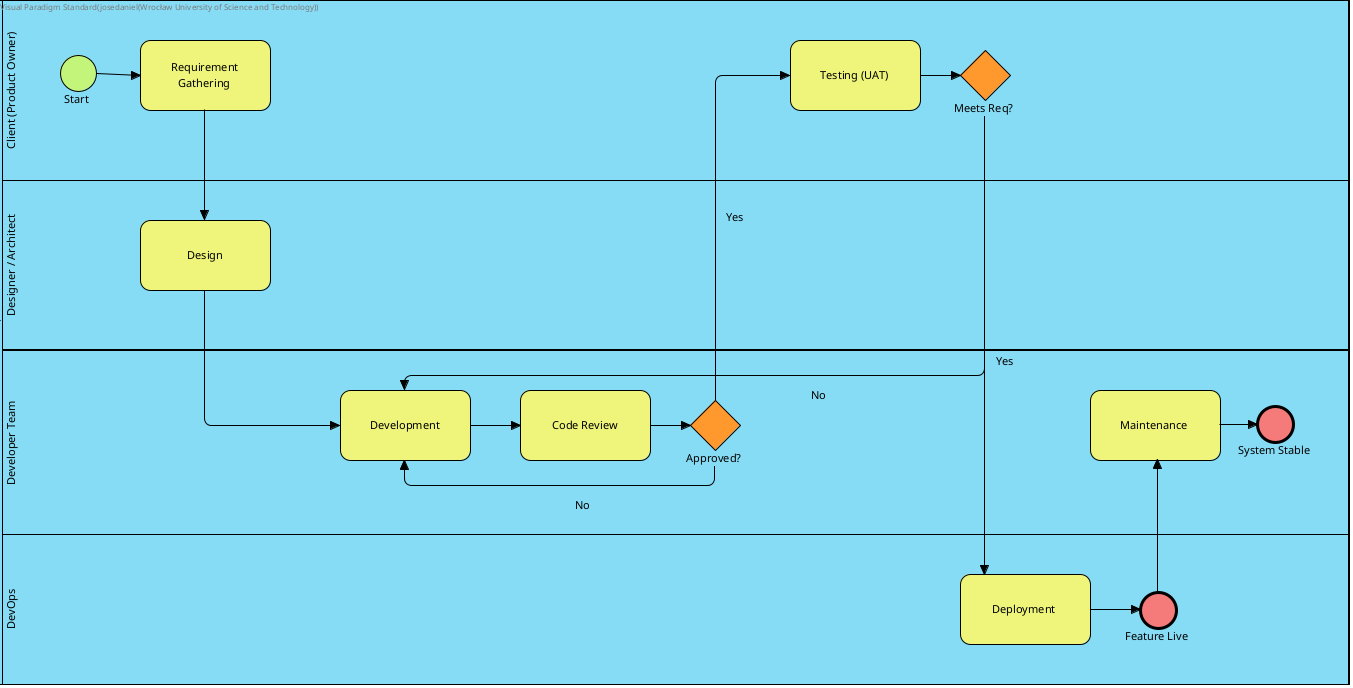 Visual Paradigm Standard(josedaniel(Wrocław University of Science and Technology))
Client (Product Owner)
Start
Requirement
Gathering
Testing (UAT)
Meets Req?
Designer / Architect
Design
Yes
Developer Team
Yes
No
Development
Code Review
Approved?
No
Maintenance
System Stable
DevOps
Deployment
Feature Live